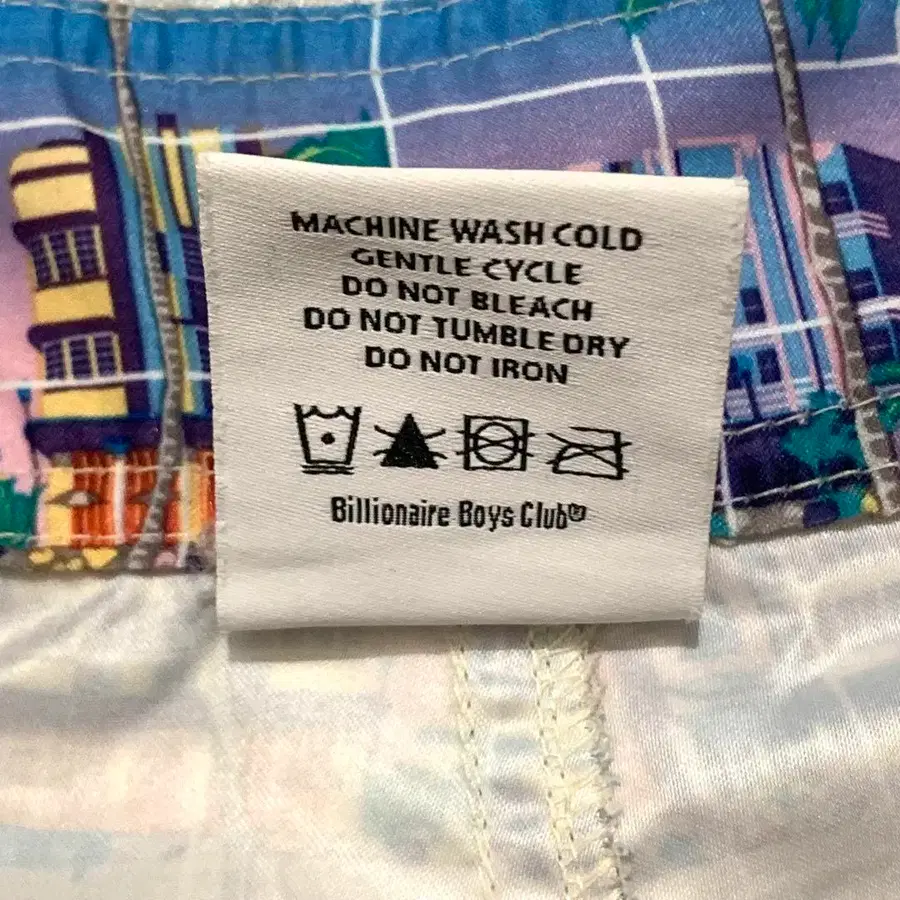 MACHINE WASH COLD
GENTLE CYCLE
DO NOT BLEACH
DO NOT TUMBLE DRY
DO NOT IRON
Billionaire Boys Club®